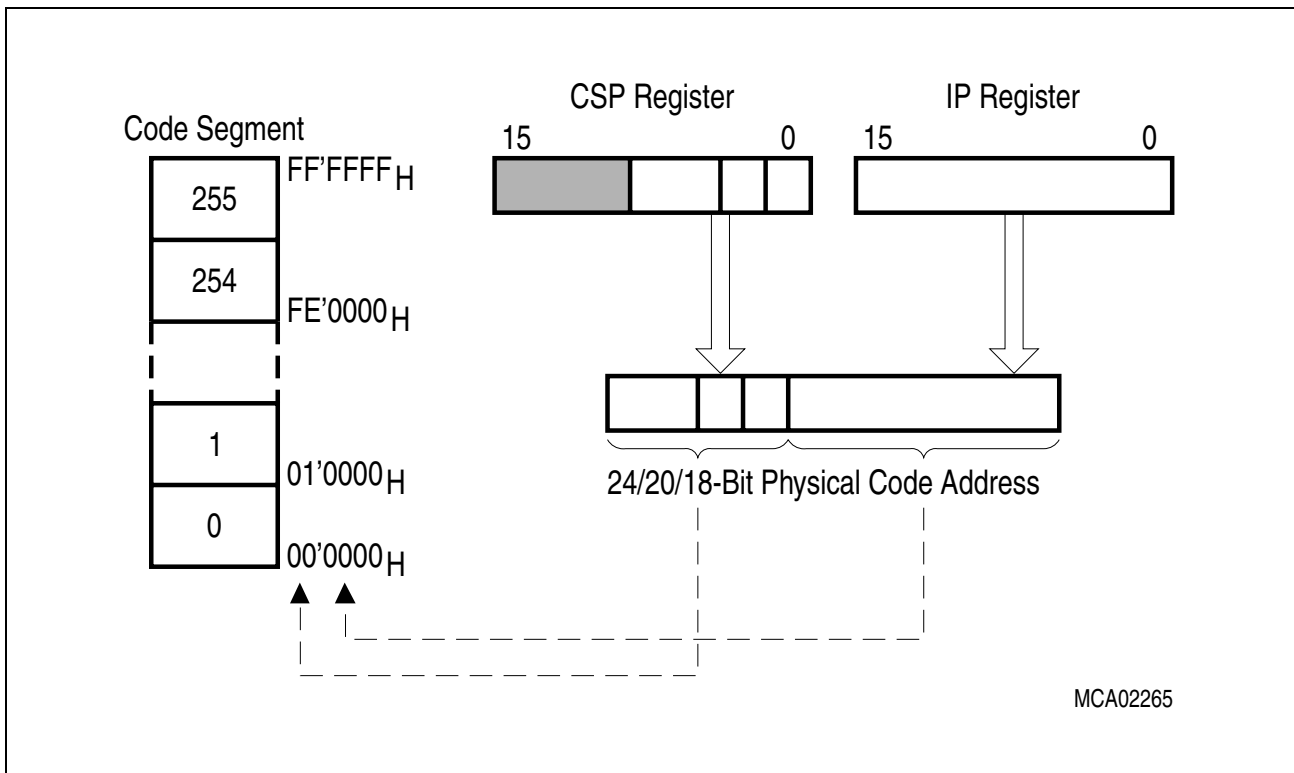 CSP Register
IP Register
15 0
15 0
Code Segment
FF’FFFFH
255
254
FE’0000H
1
01’0000H
0
00’0000H
24/20/18-Bit Physical Code Address
MCA02265